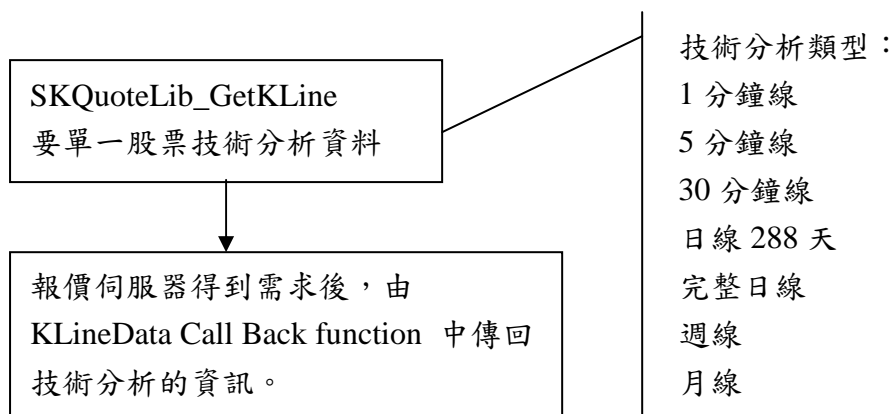 SKQuoteLib_GetKLine
要單一股票技術分析資料
報價伺服器得到需求後，由
KLineData Call Back function 中傳回
技術分析的資訊。
技術分析類型：
1 分鐘線
5 分鐘線
30 分鐘線
日線 288 天
完整日線
週線
月線